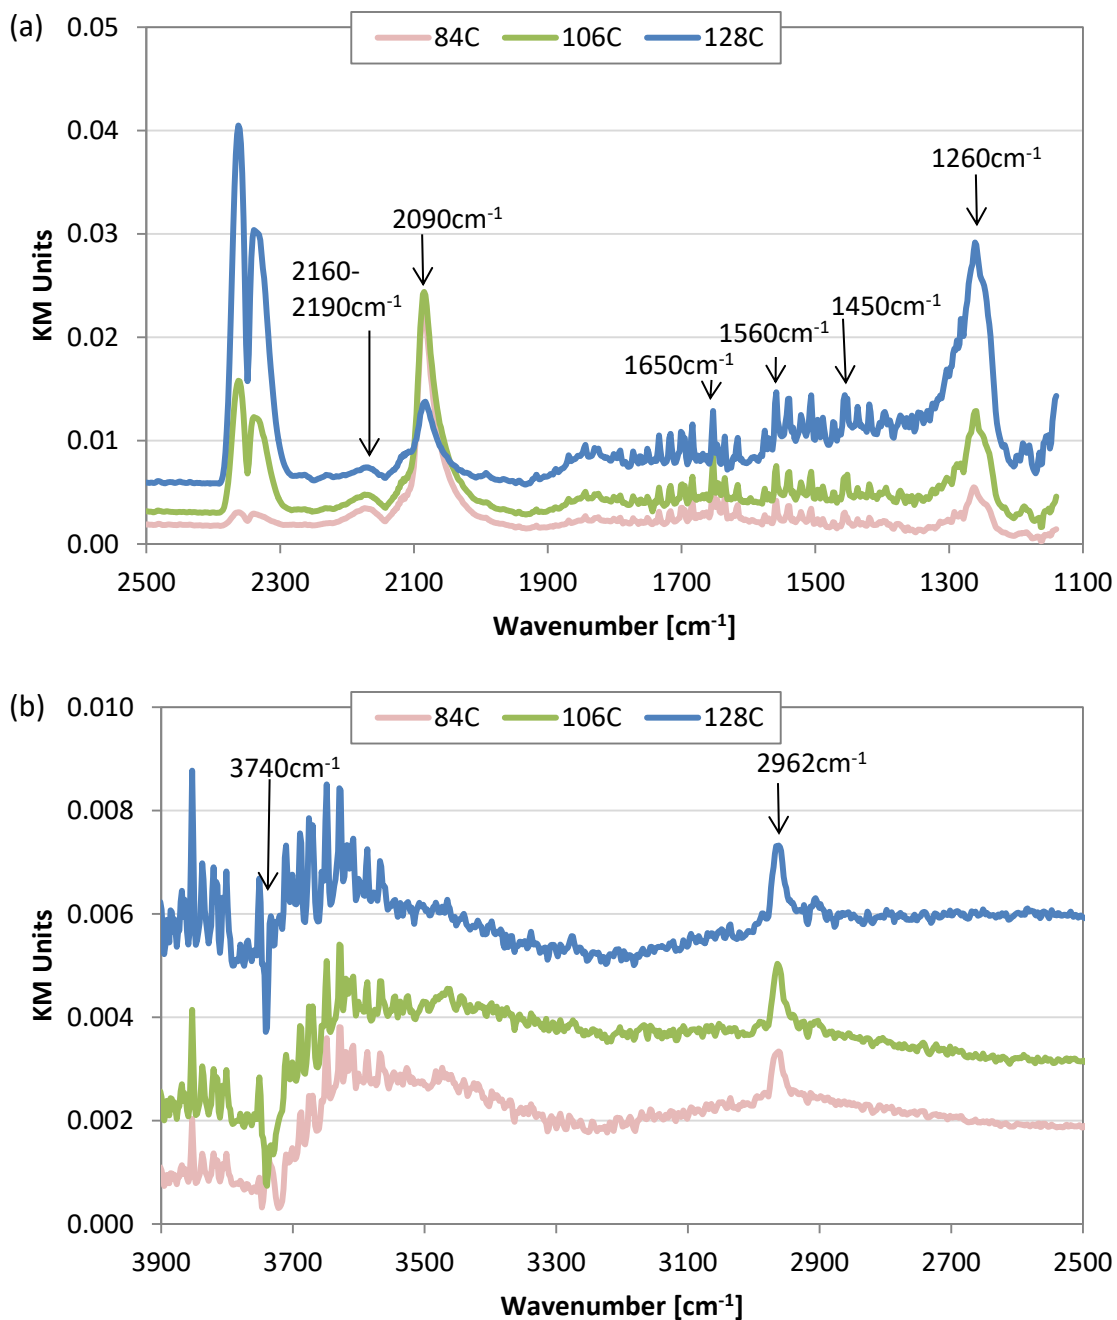 (a)
84C 106C 128C
0.05
0.04
0.03
0.02
0.01
0.00
KM Units
2160-
2190cm⁻¹
2090cm⁻¹
1650cm⁻¹
1560cm⁻¹
1450cm⁻¹
1260cm⁻¹
2500 2300 2100 1900 1700 1500 1300 1100
Wavenumber [cm⁻¹]
(b)
84C 106C 128C
0.010
0.008
0.006
0.004
0.002
0.000
KM Units
3740cm⁻¹
2962cm⁻¹
3900 3700 3500 3300 3100 2900 2700 2500
Wavenumber [cm⁻¹]